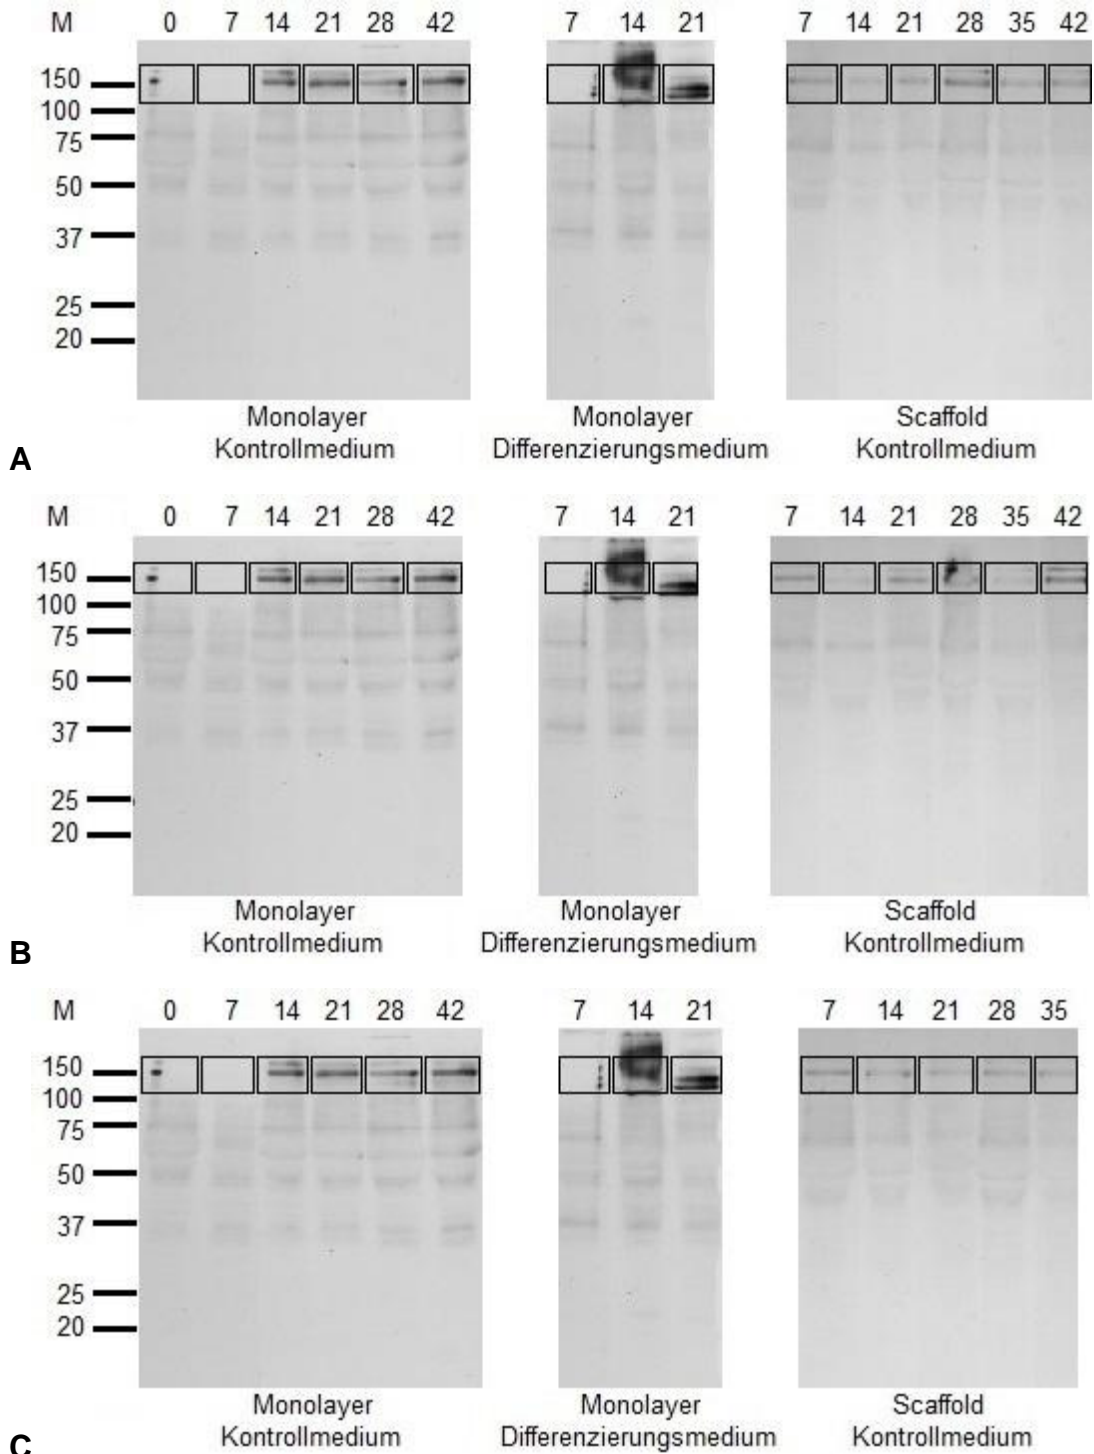 M 0 7 14 21 28 42 7 14 21 7 14 21 28 35 42
150
100
75
50
37
25
20
Monolayer Monolayer Scaffold
Kontrollmedium Differenzierungsmedium Kontrollmedium
A
M 0 7 14 21 28 42 7 14 21 7 14 21 28 35 42
150
100
75
50
37
25
20
Monolayer Monolayer Scaffold
Kontrollmedium Differenzierungsmedium Kontrollmedium
B
M 0 7 14 21 28 42 7 14 21 7 14 21 28 35
150
100
75
50
37
25
20
Monolayer Monolayer Scaffold
Kontrollmedium Differenzierungsmedium Kontrollmedium
C